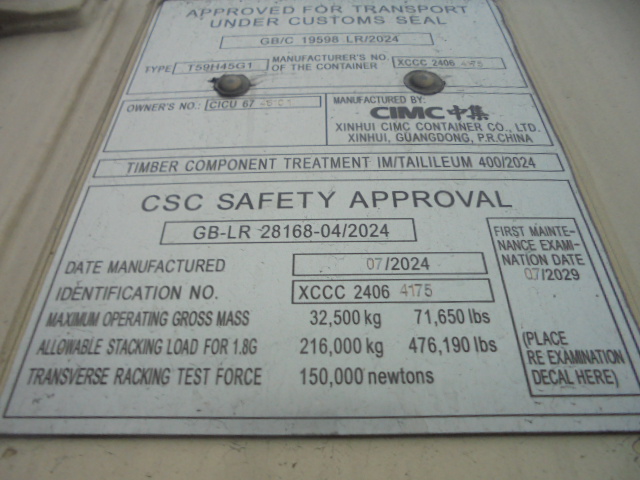 APPROVED FOR TRANSPORT
UNDER CUSTOMS SEAL
GB/C 19598 LR/2024
TYPE T59H45G1 MANUFACTURER'S NO. OF THE CONTAINER XCCC 2406 4175
OWNER'S NO.: CICU 67
MANUFACTURED BY:
CIMC 中集
XINHUI CIMC CONTAINER CO., LTD.
XINHUI, GUANGDONG, P.R.CHINA
TIMBER COMPONENT TREATMENT IM/TAILILEUM 400/2024
CSC SAFETY APPROVAL
GB-LR 28168-04/2024
DATE MANUFACTURED 07/2024
IDENTIFICATION NO. XCCC 2406 4175
MAXIMUM OPERATING GROSS MASS 32,500 kg 71,650 lbs
ALLOWABLE STACKING LOAD FOR 1.8G 216,000 kg 476,190 lbs
TRANSVERSE RACKING TEST FORCE 150,000 newtons
FIRST MAINTE-
NANCE EXAMI-
NATION DATE
07/2029
(PLACE
RE EXAMINATION
DECAL HERE)